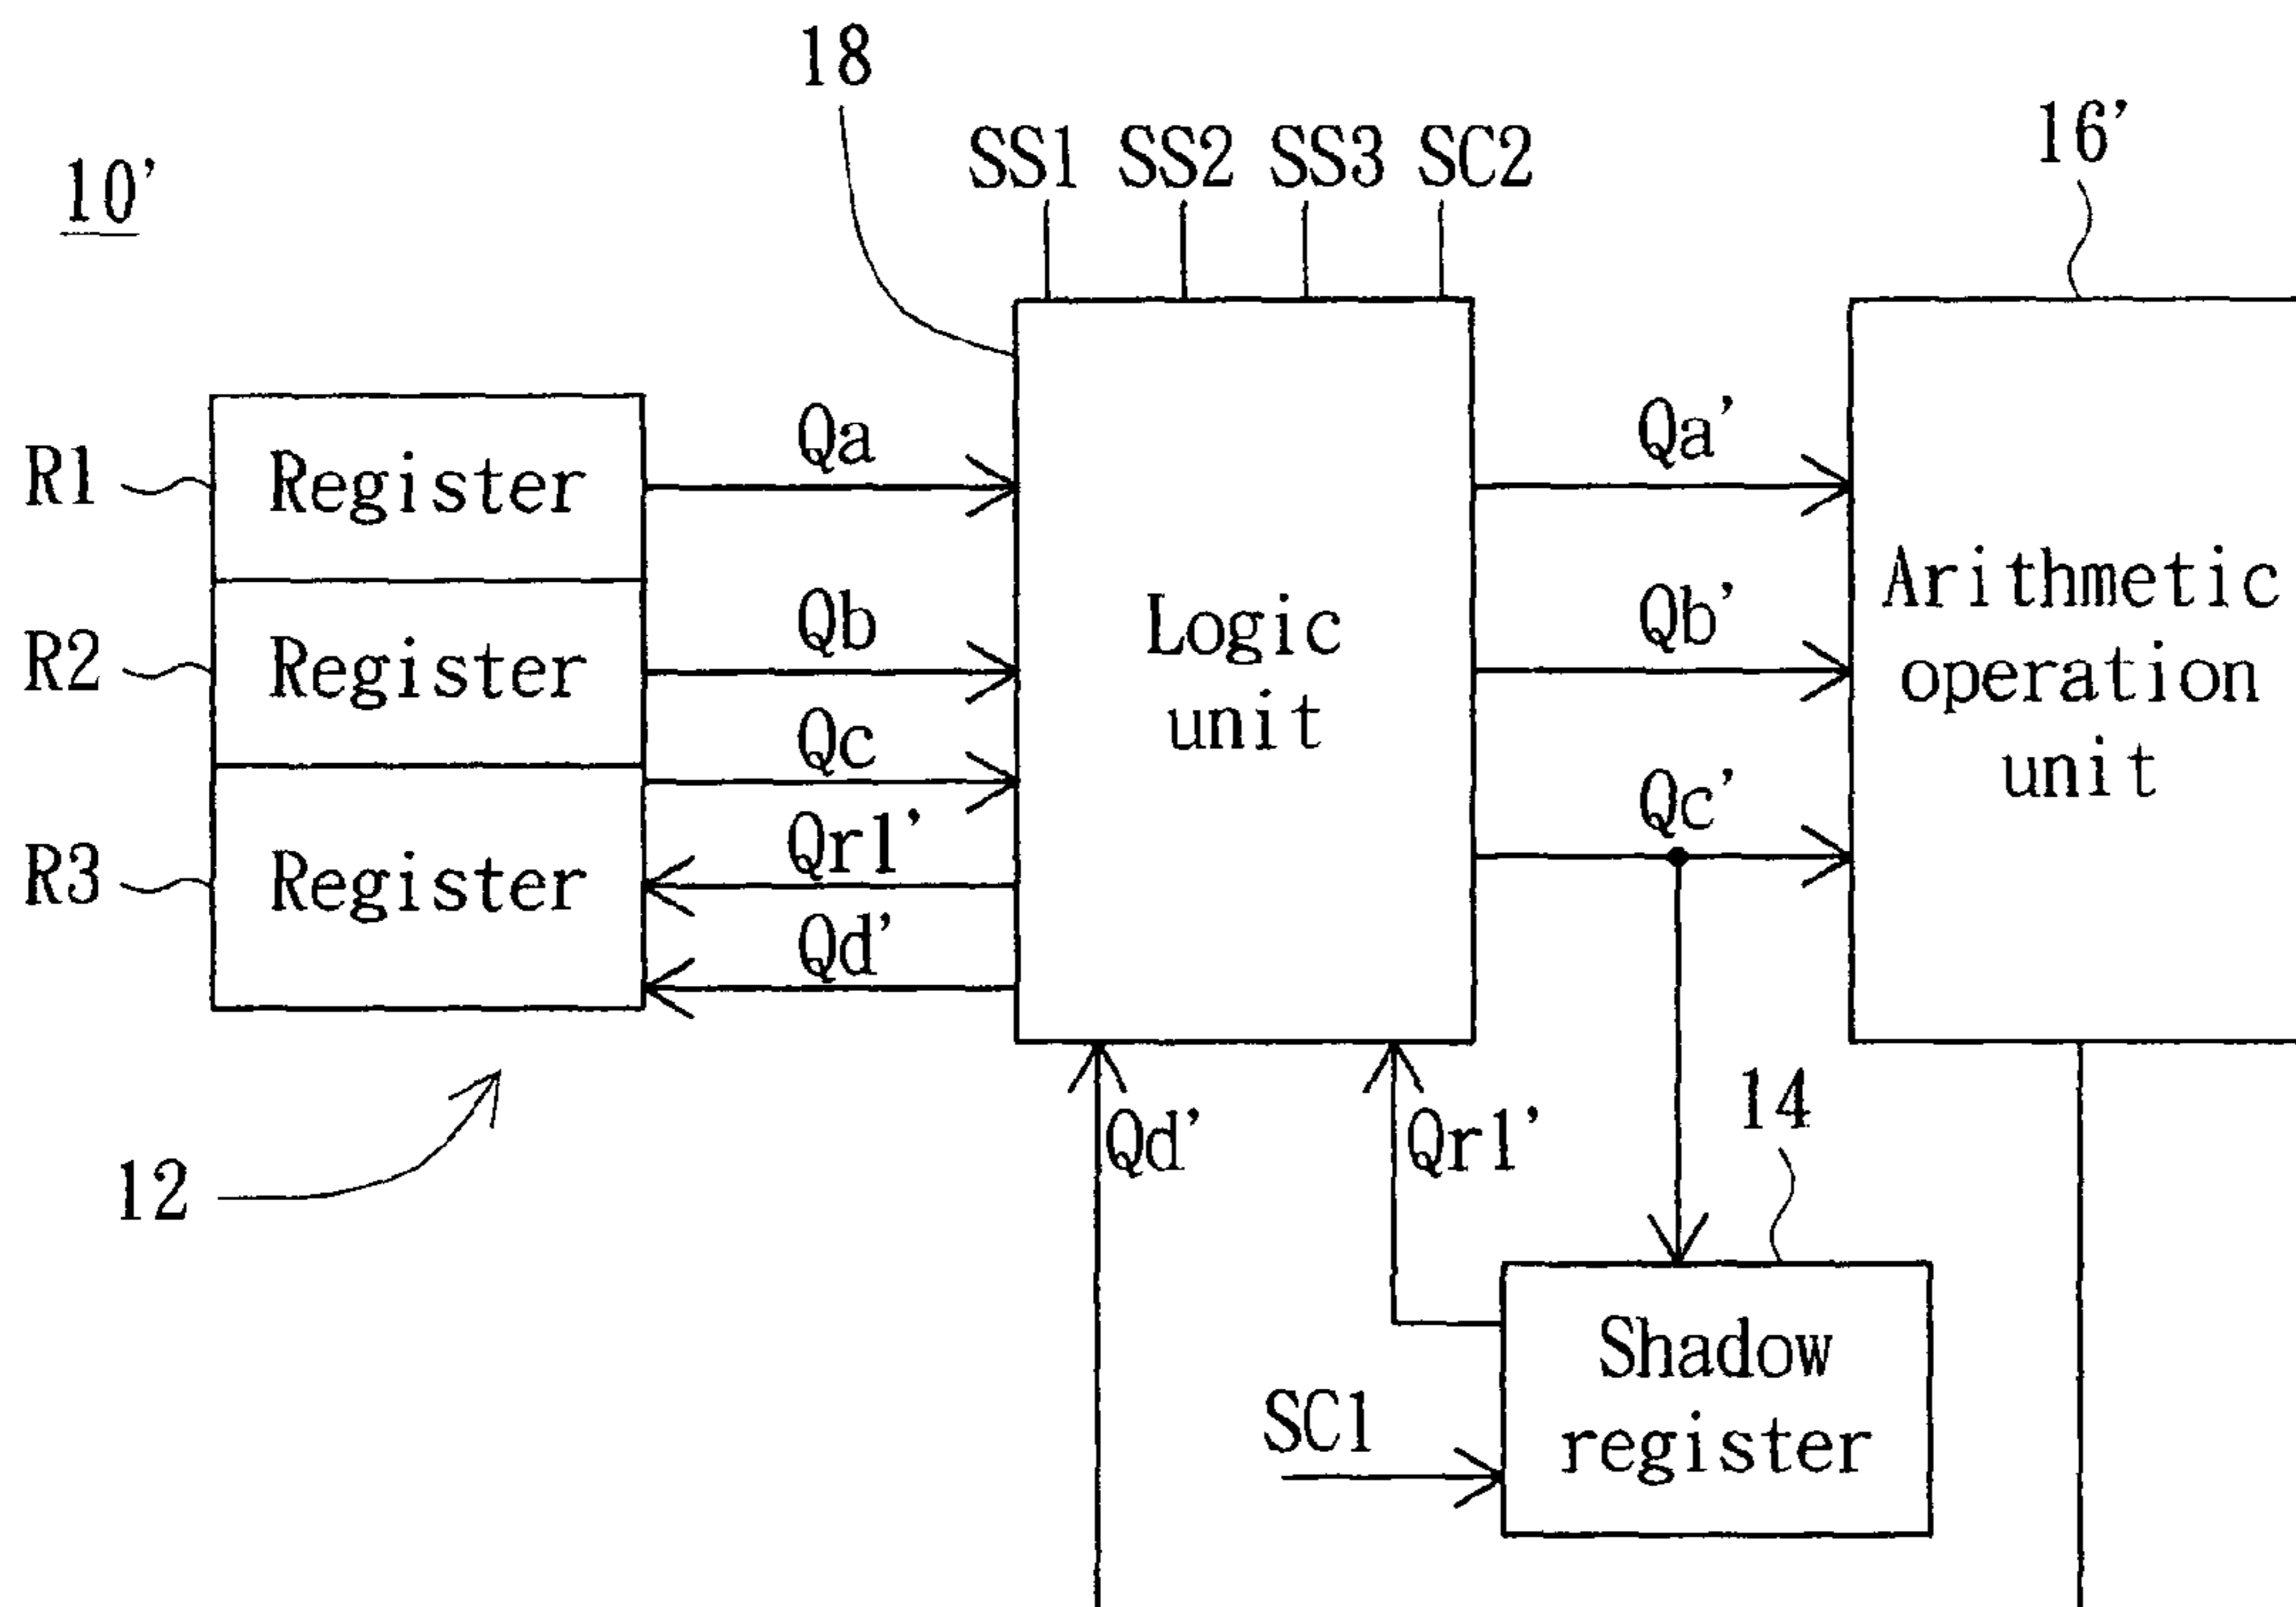 18
10'
SS1 SS2 SS3 SC2
16'
R1 Register Qa Qa'
R2 Register Qb Qb'
Logic unit
Arithmetic operation unit
Qc Qc'
R3 Register Qr1'
Qd'
12
Qd' Qr1' 14
Shadow register
SC1